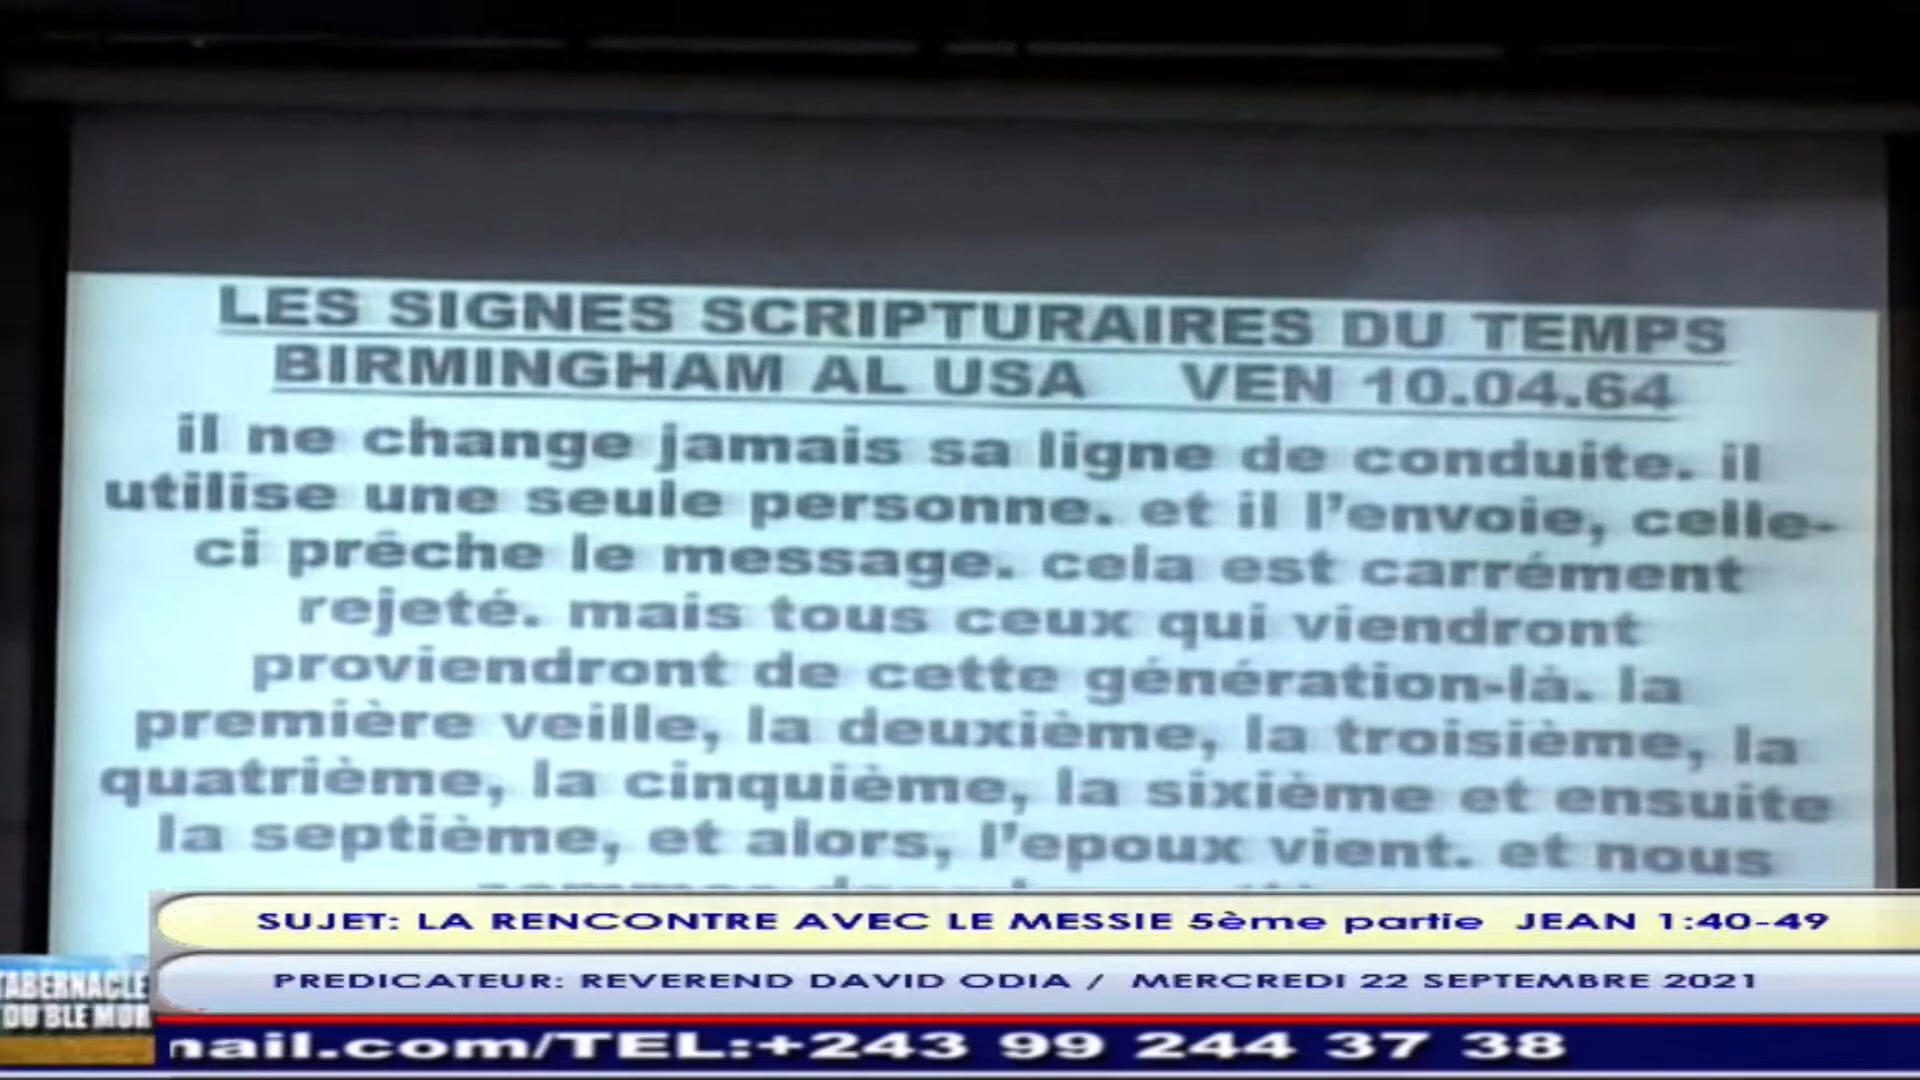 LES SIGNES SCRIPTURAIRES DU TEMPS
BIRMINGHAM AL USA VEN 10.04.64
il ne change jamais sa ligne de conduite. il
utilise une seule personne. et il l'envoie, celle-
ci prêche le message. cela est carrément
rejeté. mais tous ceux qui viendront
proviendront de cette génération-là. la
première veille, la deuxième, la troisième, la
quatrième, la cinquième, la sixième et ensuite
la septième, et alors, l'epoux vient. et nous
SUJET: LA RENCONTRE AVEC LE MESSIE 5ème partie JEAN 1:40-49
PREDICATEUR: REVEREND DAVID ODIA / MERCREDI 22 SEPTEMBRE 2021
TABERNACLE
DU BLE MUR
mail.com/TEL:+243 99 244 37 38